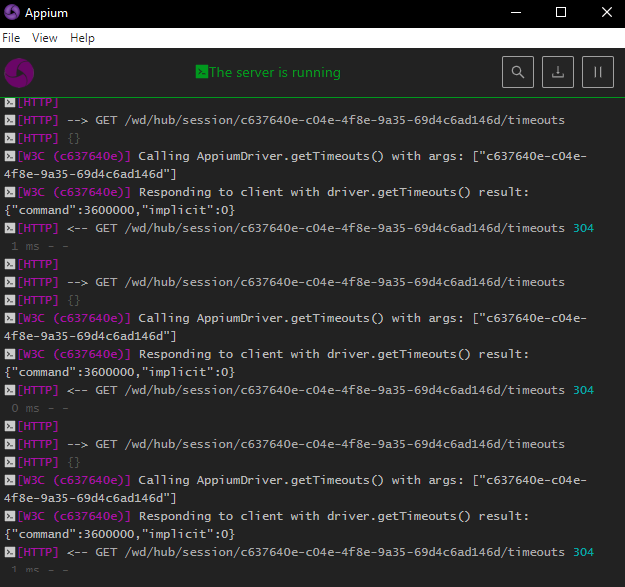 Appium
File View Help
The server is running
[HTTP]
[HTTP] --> GET /wd/hub/session/c637640e-c04e-4f8e-9a35-69d4c6ad146d/timeouts
[HTTP] {}
[W3C (c637640e)] Calling AppiumDriver.getTimeouts() with args: ["c637640e-c04e-
4f8e-9a35-69d4c6ad146d"]
[W3C (c637640e)] Responding to client with driver.getTimeouts() result:
{"command":3600000,"implicit":0}
[HTTP] <-- GET /wd/hub/session/c637640e-c04e-4f8e-9a35-69d4c6ad146d/timeouts 304
1 ms - -
[HTTP]
[HTTP] --> GET /wd/hub/session/c637640e-c04e-4f8e-9a35-69d4c6ad146d/timeouts
[HTTP] {}
[W3C (c637640e)] Calling AppiumDriver.getTimeouts() with args: ["c637640e-c04e-
4f8e-9a35-69d4c6ad146d"]
[W3C (c637640e)] Responding to client with driver.getTimeouts() result:
{"command":3600000,"implicit":0}
[HTTP] <-- GET /wd/hub/session/c637640e-c04e-4f8e-9a35-69d4c6ad146d/timeouts 304
0 ms - -
[HTTP]
[HTTP] --> GET /wd/hub/session/c637640e-c04e-4f8e-9a35-69d4c6ad146d/timeouts
[HTTP] {}
[W3C (c637640e)] Calling AppiumDriver.getTimeouts() with args: ["c637640e-c04e-
4f8e-9a35-69d4c6ad146d"]
[W3C (c637640e)] Responding to client with driver.getTimeouts() result:
{"command":3600000,"implicit":0}
[HTTP] <-- GET /wd/hub/session/c637640e-c04e-4f8e-9a35-69d4c6ad146d/timeouts 304
1 ms - -